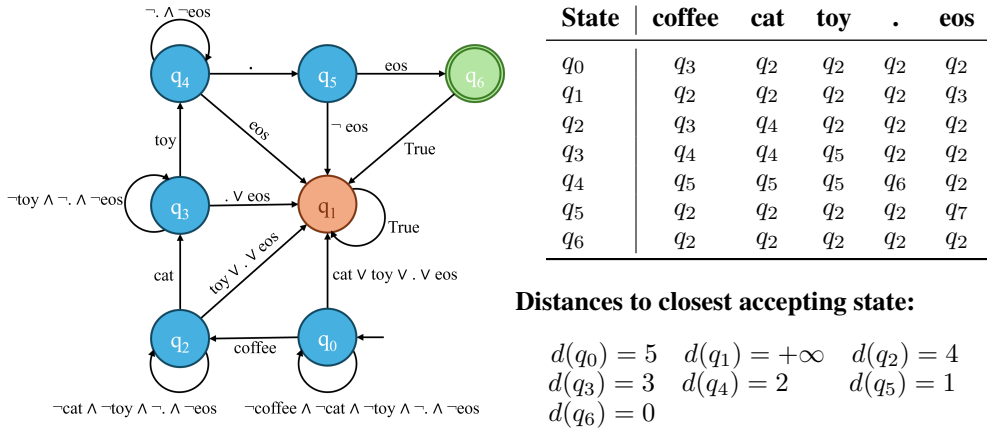 ¬. ∧ ¬eos
q₄
.
q₅
eos
q₆
eos
¬ eos
True
toy
¬toy ∧ ¬. ∧ ¬eos
q₃
. ∨ eos
q₁
True
cat
toy ∨ . ∨ eos
cat ∨ toy ∨ . ∨ eos
q₂
coffee
q₀
¬cat ∧ ¬toy ∧ ¬. ∧ ¬eos
¬coffee ∧ ¬cat ∧ ¬toy ∧ ¬. ∧ ¬eos
State coffee cat toy . eos
q₀ q₃ q₂ q₂ q₂ q₂
q₁ q₂ q₂ q₂ q₂ q₃
q₂ q₃ q₄ q₂ q₂ q₂
q₃ q₄ q₄ q₅ q₂ q₂
q₄ q₅ q₅ q₅ q₆ q₂
q₅ q₂ q₂ q₂ q₂ q₇
q₆ q₂ q₂ q₂ q₂ q₂
Distances to closest accepting state:
d(q₀) = 5 d(q₁) = +∞ d(q₂) = 4
d(q₃) = 3 d(q₄) = 2 d(q₅) = 1
d(q₆) = 0